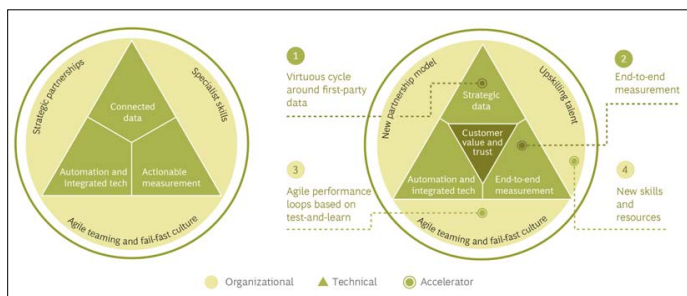 Strategic partnerships
Specialist skills
Connected
data
Automation and
Integrated tech
Actionable
measurement
Agile teaming and fail-fast culture
1
Virtuous cycle
around first-party
data
3
Agile performance
loops based on
test-and-learn
New partnership model
Upskilling talent
Strategic
data
Customer
value and
trust
Automation and
Integrated tech
End-to-end
measurement
Agile teaming and fail-fast culture
2
End-to-end
measurement
4
New skills
and
resources
Organizational
Technical
Accelerator